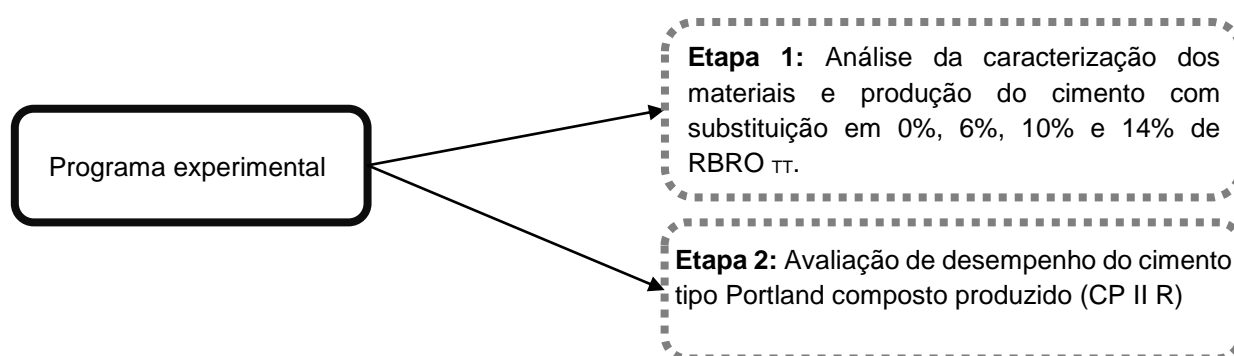 Programa experimental
Etapa 1: Análise da caracterização dos
materiais e produção do cimento com
substituição em 0%, 6%, 10% e 14% de
RBRO TT.
Etapa 2: Avaliação de desempenho do cimento
tipo Portland composto produzido (CP II R)